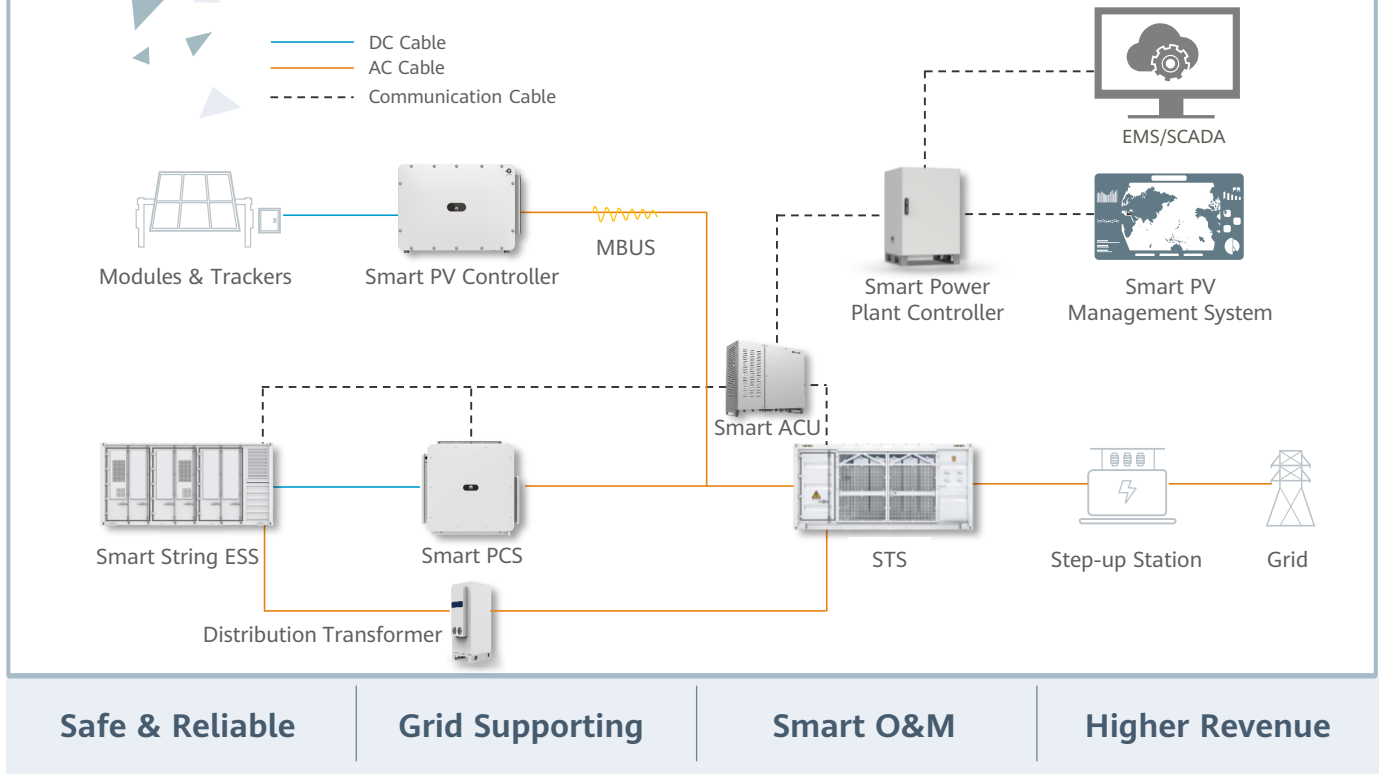 DC Cable
AC Cable
Communication Cable
EMS/SCADA
MBUS
Modules & Trackers
Smart PV Controller
Smart Power
Plant Controller
Smart PV
Management System
Smart ACU
Smart String ESS
Smart PCS
STS
Step-up Station
Grid
Distribution Transformer
Safe & Reliable
Grid Supporting
Smart O&M
Higher Revenue